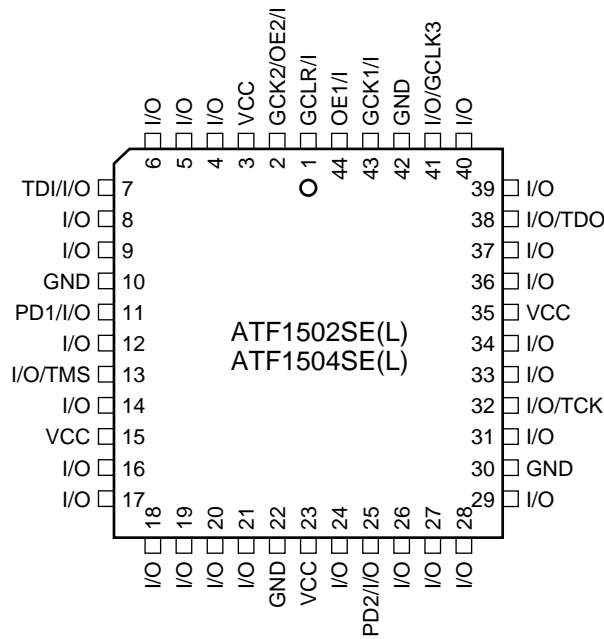 I/O
I/O
I/O
VCC
GCK2/OE2/I
GCLR/I
OE1/I
GCK1/I
GND
I/O/GCLK3
I/O
6
5
4
3
2
1
44
43
42
41
40
TDI/I/O 7
I/O 8
I/O 9
GND 10
PD1/I/O 11
I/O 12
I/O/TMS 13
I/O 14
VCC 15
I/O 16
I/O 17
ATF1502SE(L)
ATF1504SE(L)
39 I/O
38 I/O/TDO
37 I/O
36 I/O
35 VCC
34 I/O
33 I/O
32 I/O/TCK
31 I/O
30 GND
29 I/O
18
19
20
21
22
23
24
25
26
27
28
I/O
I/O
I/O
I/O
GND
VCC
I/O
PD2/I/O
I/O
I/O
I/O